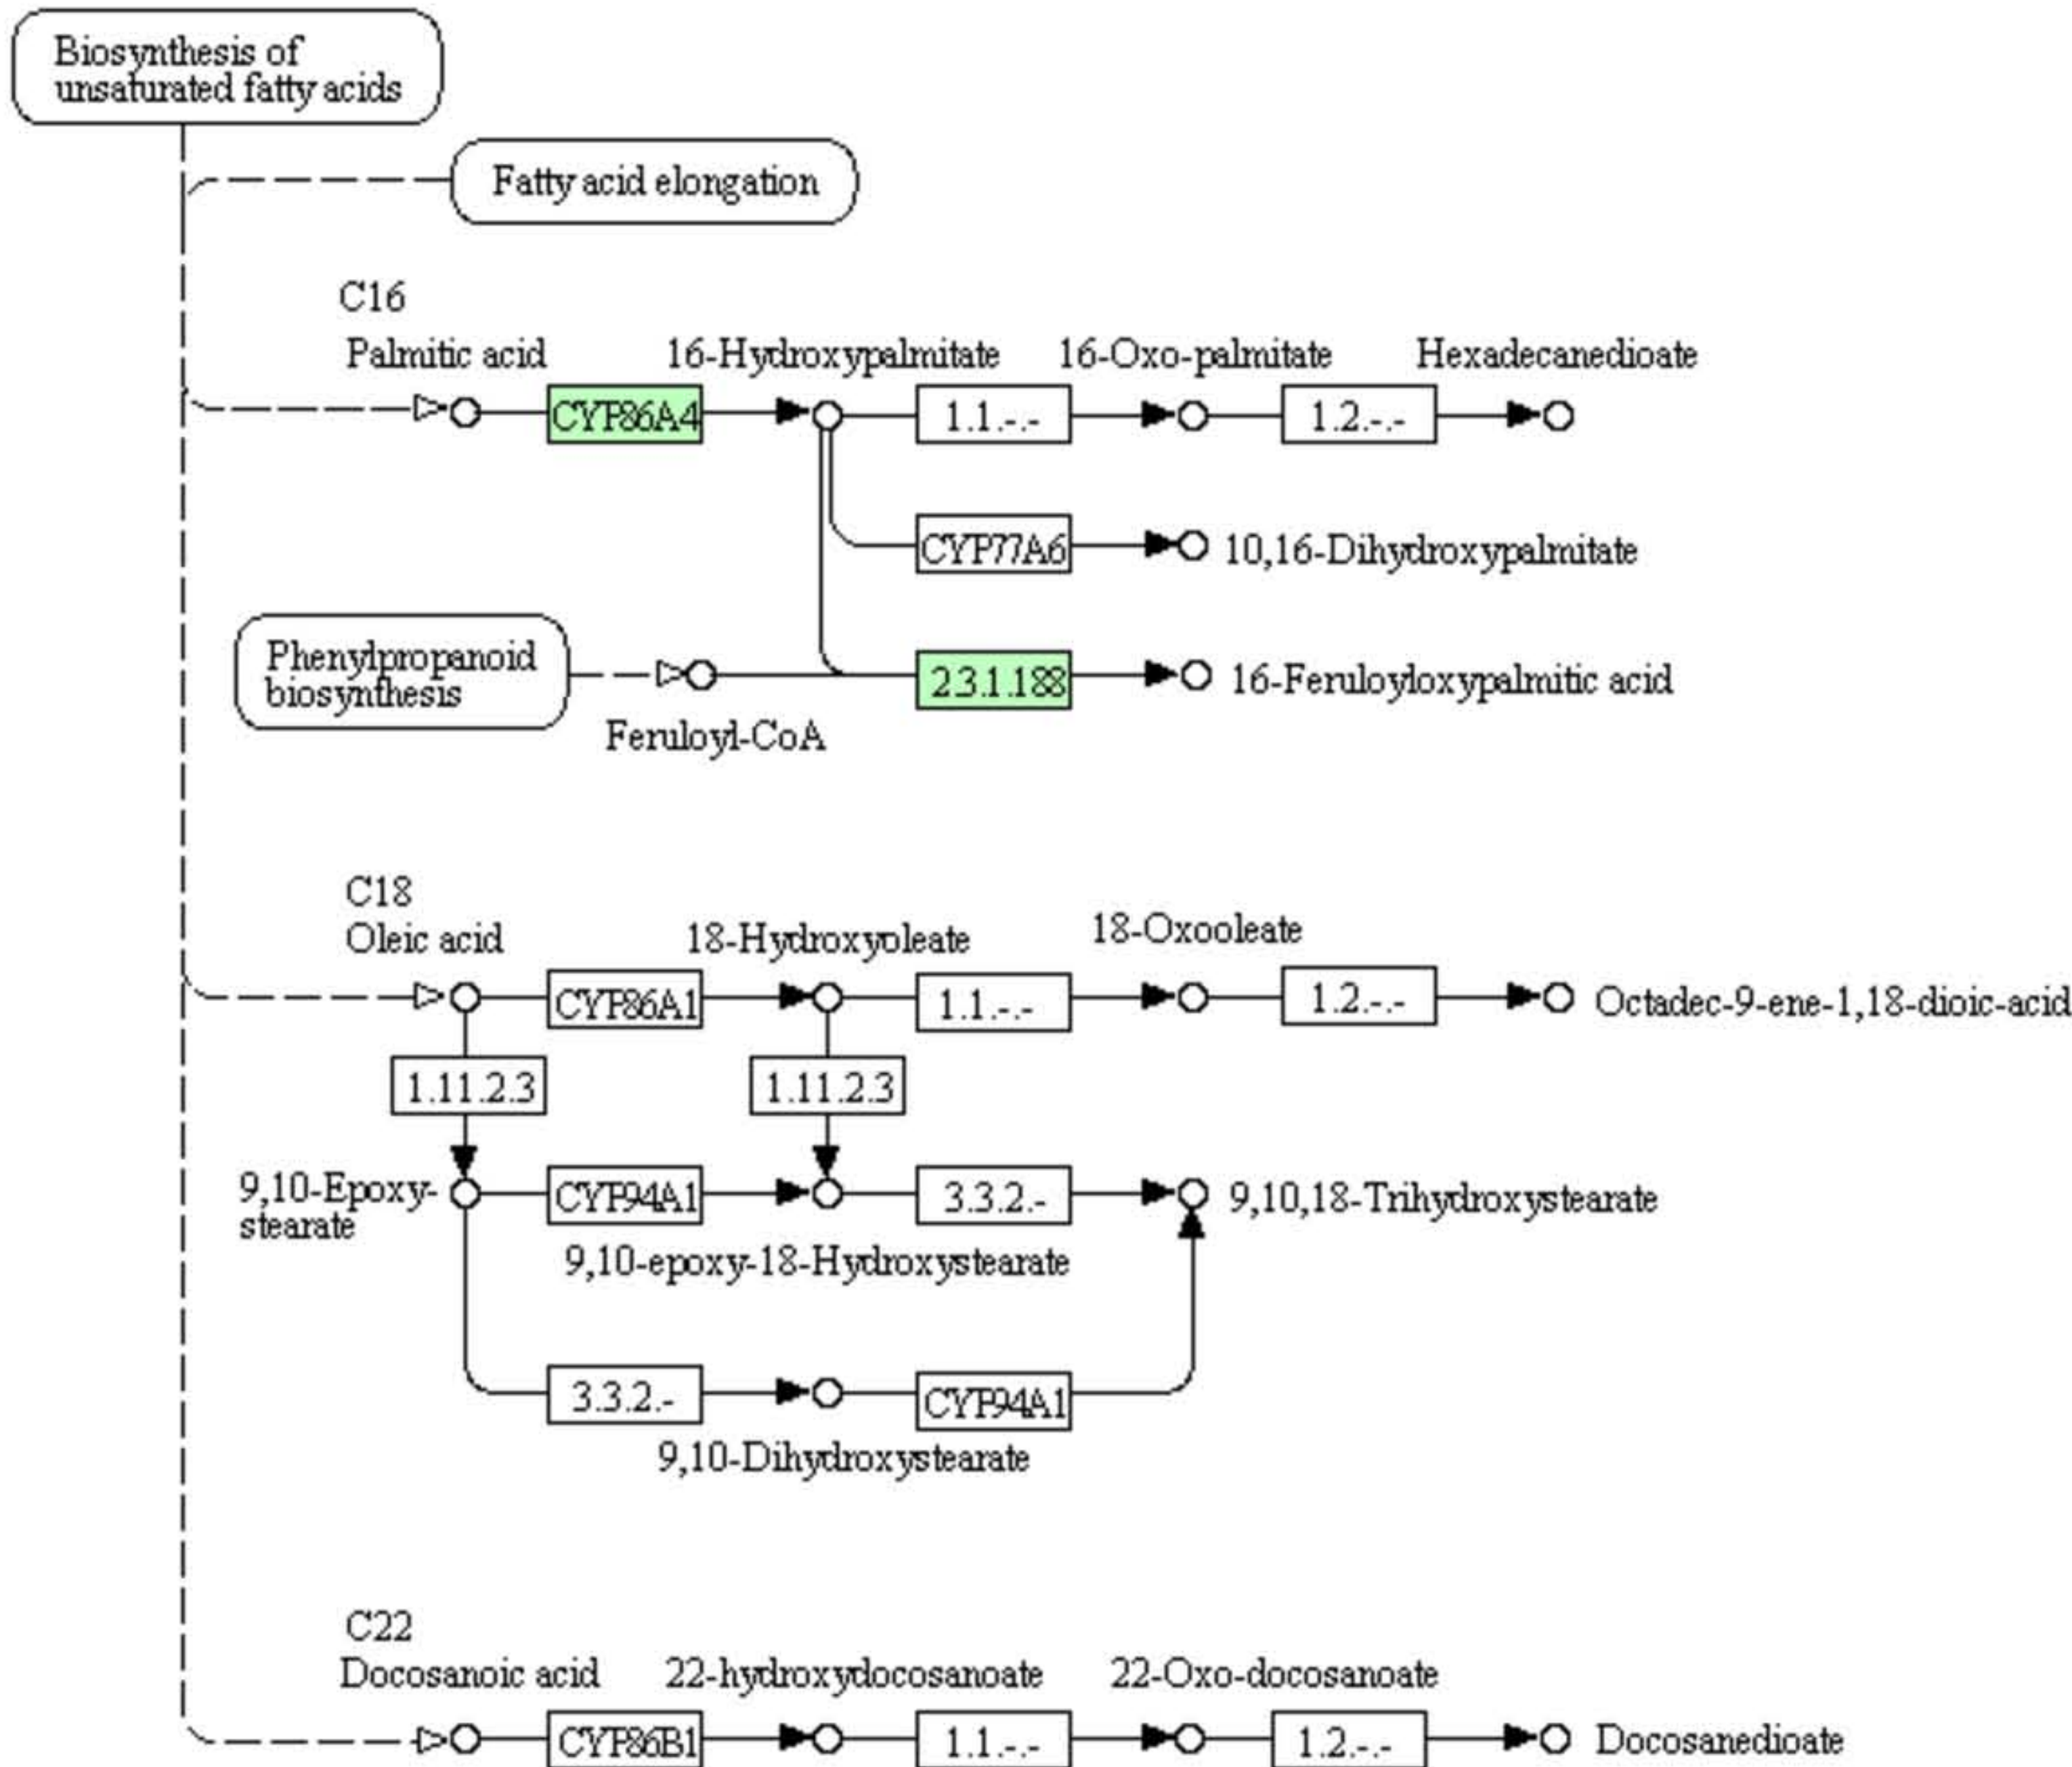 Biosynthesis of
unsaturated fatty acids
Fatty acid elongation
C16
Palmitic acid
16-Hydroxypalmitate
16-Oxo-palmitate
Hexadecanedioate
CYP86A4
1.1.-.-
1.2.-.-
CYP77A6
10,16-Dihydroxypalmitate
Phenylpropanoid
biosynthesis
2.3.1.188
16-Feruloyloxypalmitic acid
Feruloyl-CoA
C18
Oleic acid
18-Hydroxyoleate
18-Oxooleate
CYP86A1
1.1.-.-
1.2.-.-
Octadec-9-ene-1,18-dioic-acid
1.11.2.3
1.11.2.3
9,10-Epoxy-
stearate
CYP94A1
3.3.2.-
9,10,18-Trihydroxystearate
9,10-epoxy-18-Hydroxystearate
3.3.2.-
CYP94A1
9,10-Dihydroxystearate
C22
Docosanoic acid
22-hydroxydocosanoate
22-Oxo-docosanoate
CYP86B1
1.1.-.-
1.2.-.-
Docosanedioate